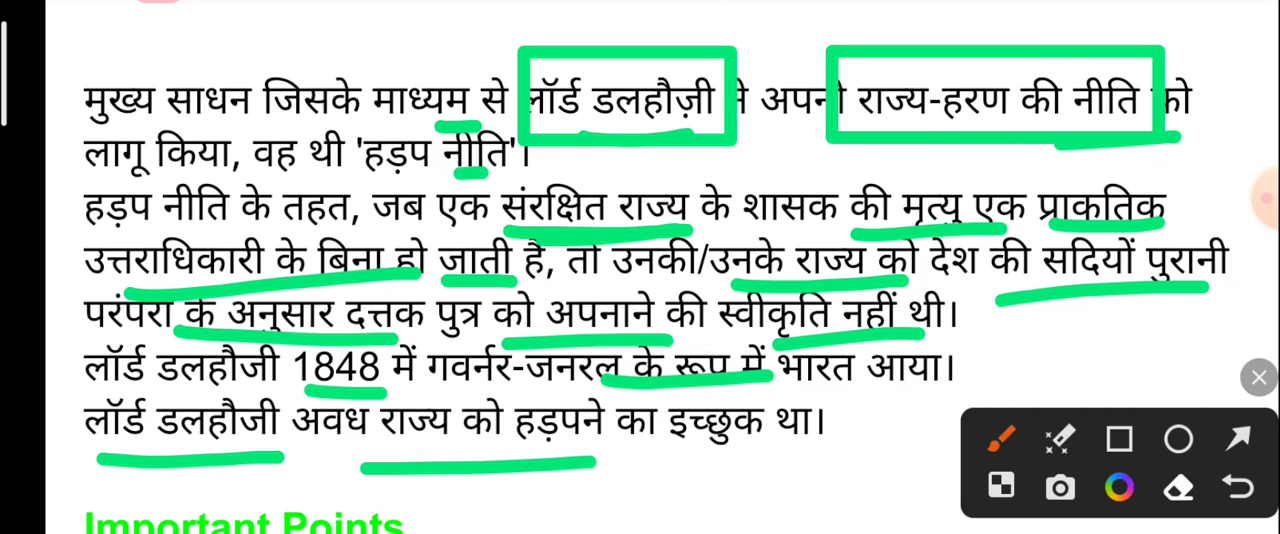 मुख्य साधन जिसके माध्यम से लॉर्ड डलहौज़ी ने अपनी राज्य-हरण की नीति को
लागू किया, वह थी 'हड़प नीति'।
हड़प नीति के तहत, जब एक संरक्षित राज्य के शासक की मृत्यु एक प्राकृतिक
उत्तराधिकारी के बिना हो जाती है, तो उनकी/उनके राज्य को देश की सदियों पुरानी
परंपरा के अनुसार दत्तक पुत्र को अपनाने की स्वीकृति नहीं थी।
लॉर्ड डलहौजी 1848 में गवर्नर-जनरल के रूप में भारत आया।
लॉर्ड डलहौजी अवध राज्य को हड़पने का इच्छुक था।
Important Points